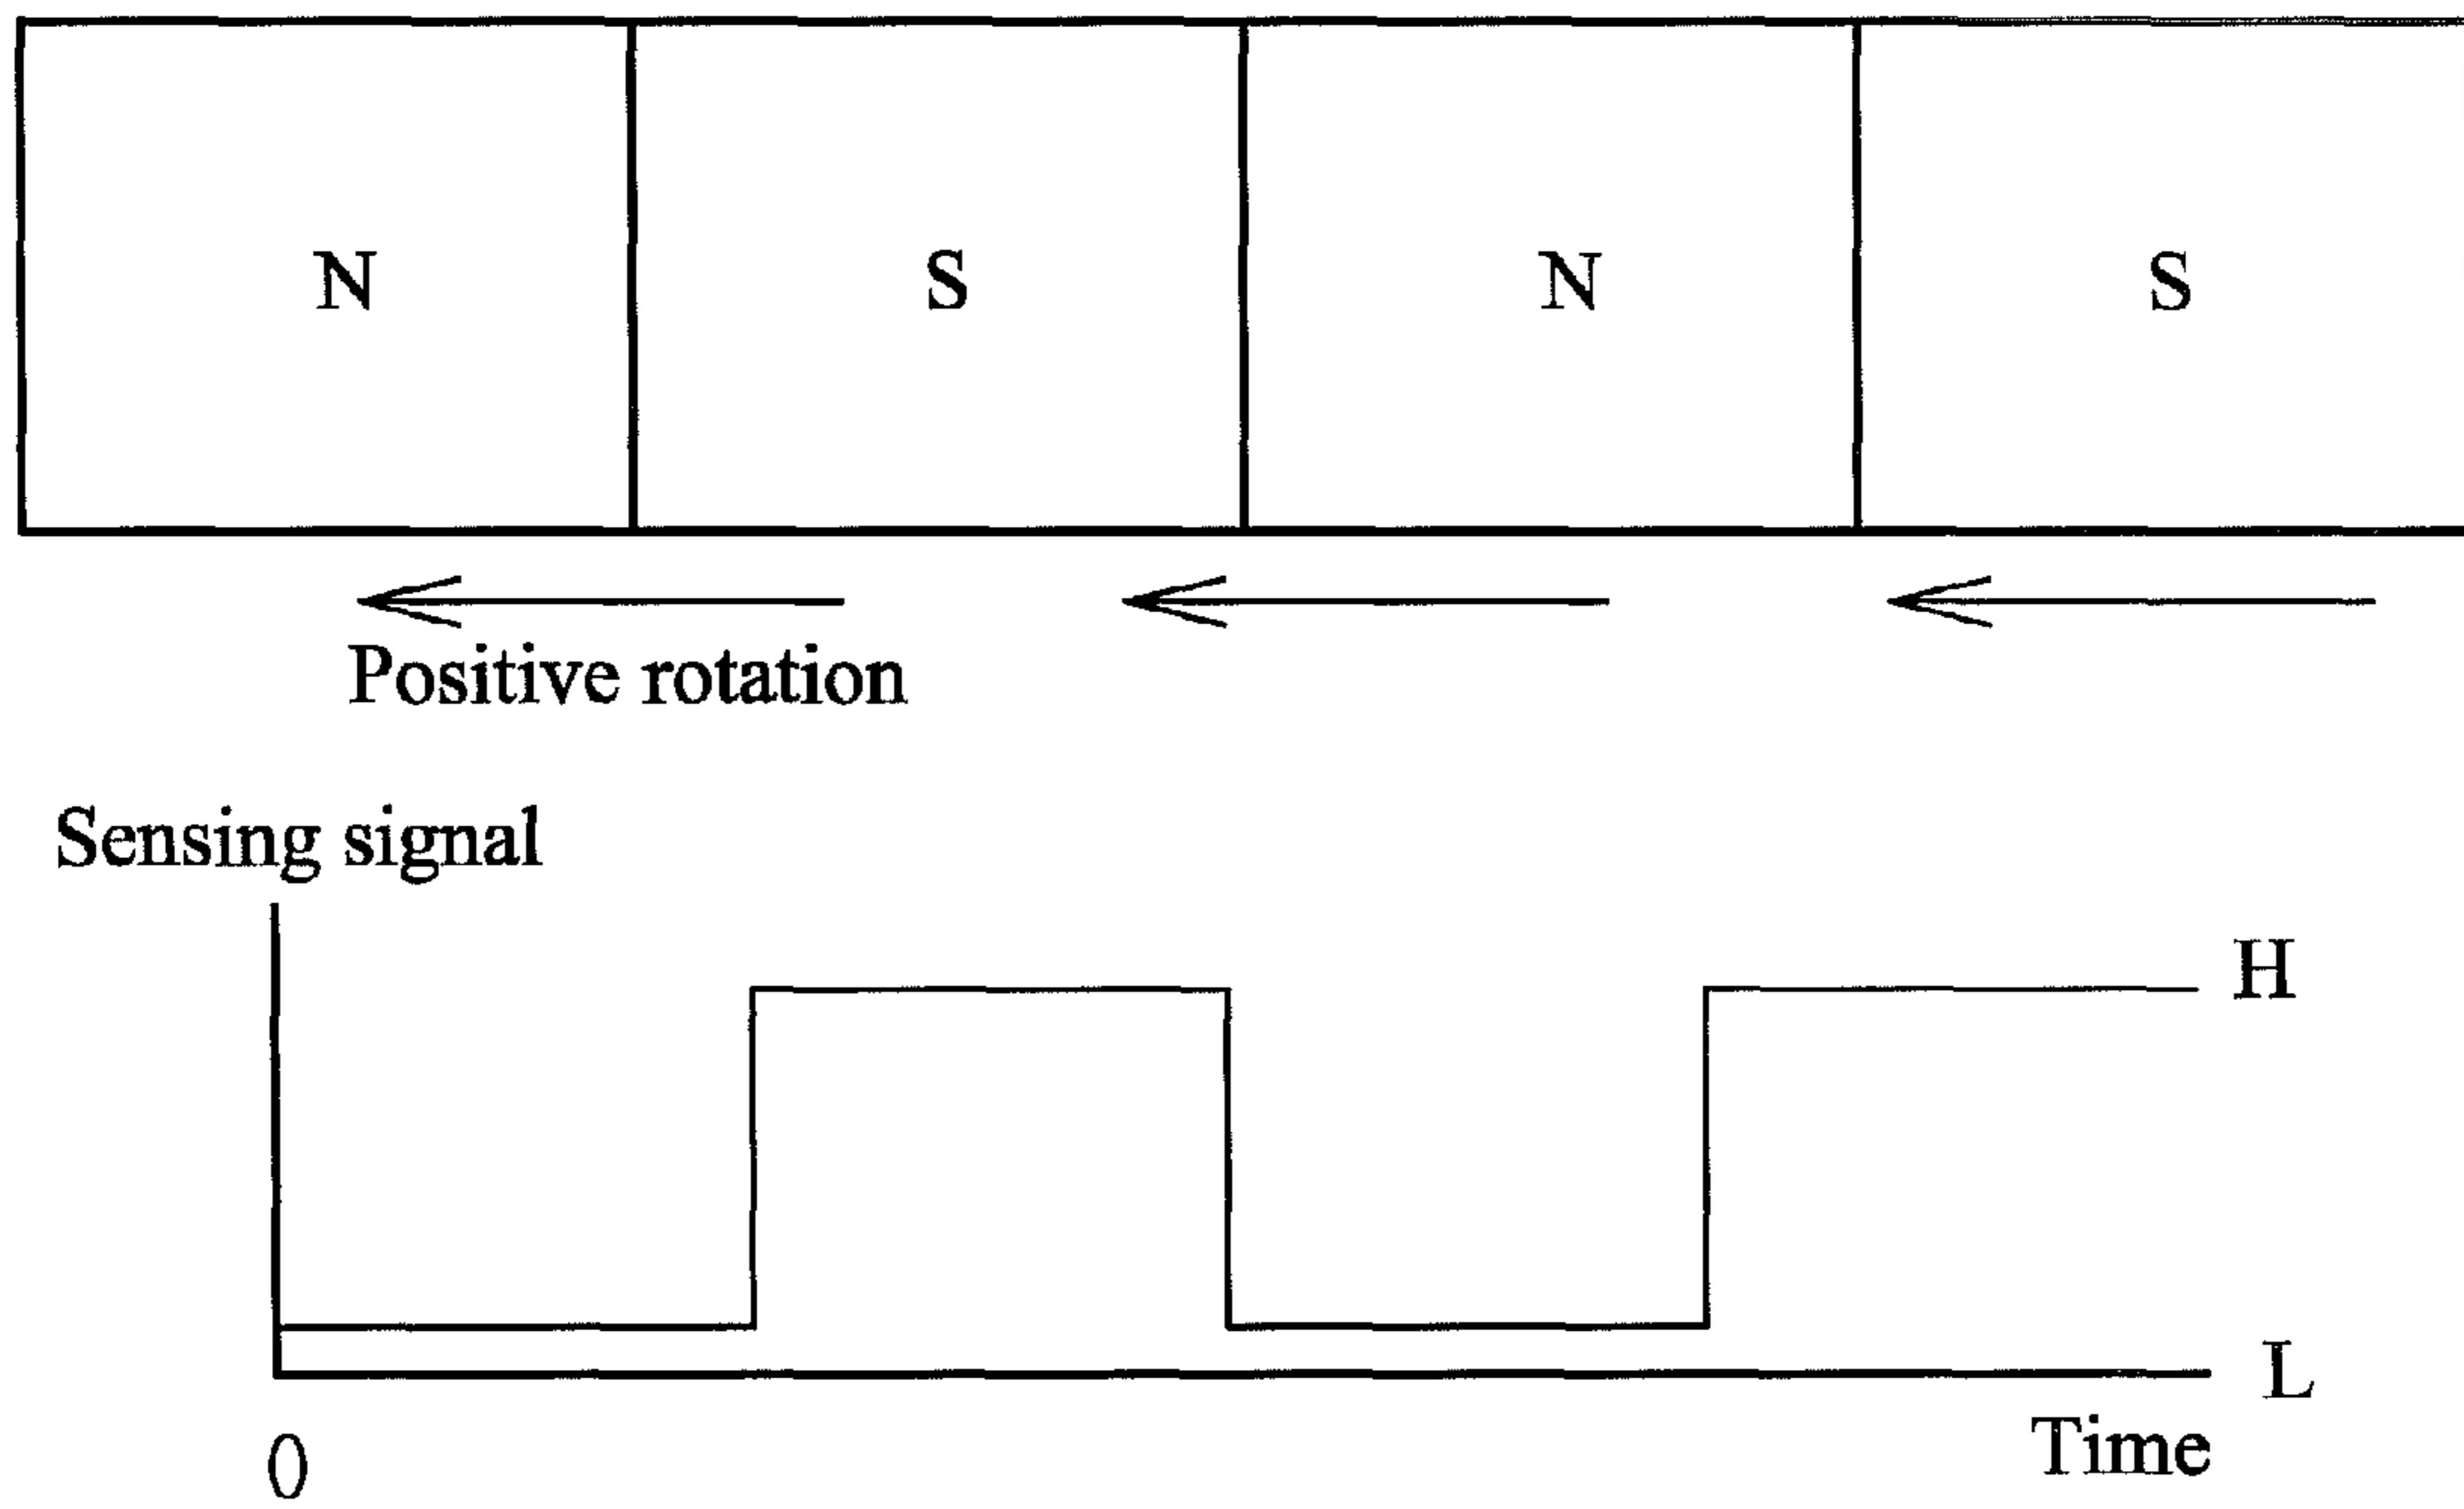 N S N S
Positive rotation
Sensing signal
H
L
0 Time